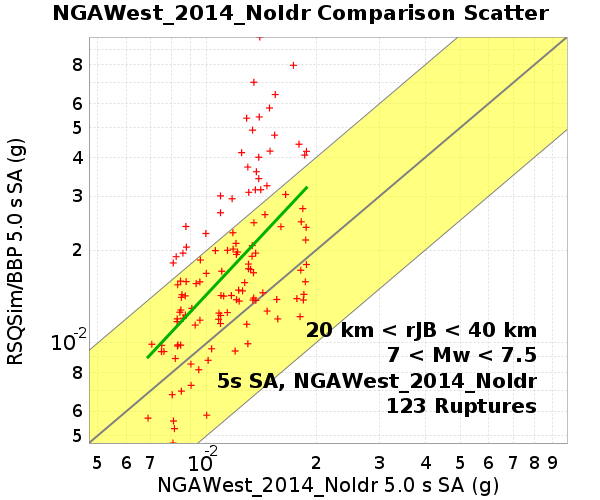 NGAWest_2014_NoIdr Comparison Scatter
RSQSim/BBP 5.0 s SA (g)
8
6
5
4
3
2
10-2
8
6
5
20 km < rJB < 40 km
7 < Mw < 7.5
5s SA, NGAWest_2014_NoIdr
123 Ruptures
5 6 7 10-2 2 3 4 5 6 7 8 9
NGAWest_2014_NoIdr 5.0 s SA (g)